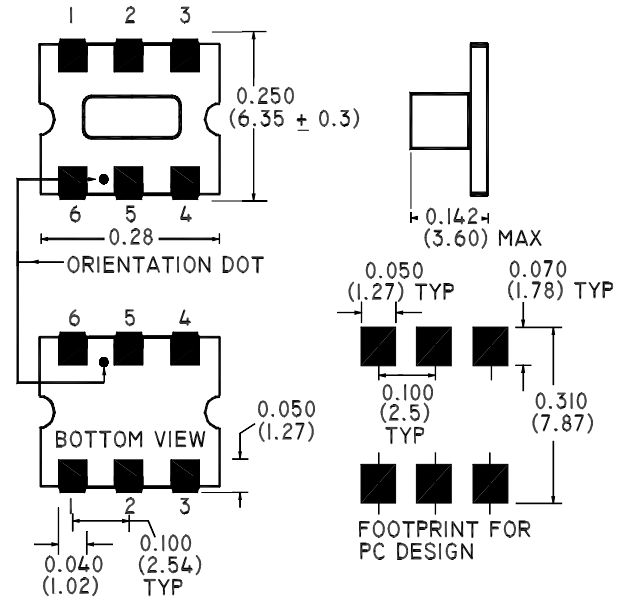 1 2 3
0.250
(6.35 ± 0.3)
6 5 4
0.28
ORIENTATION DOT
0.142
(3.60) MAX
6 5 4
BOTTOM VIEW
0.050
(1.27)
1 2 3
0.040
(1.02)
0.100
(2.54)
TYP
0.050
(1.27) TYP
0.070
(1.78) TYP
0.100
(2.5)
TYP
0.310
(7.87)
FOOTPRINT FOR
PC DESIGN